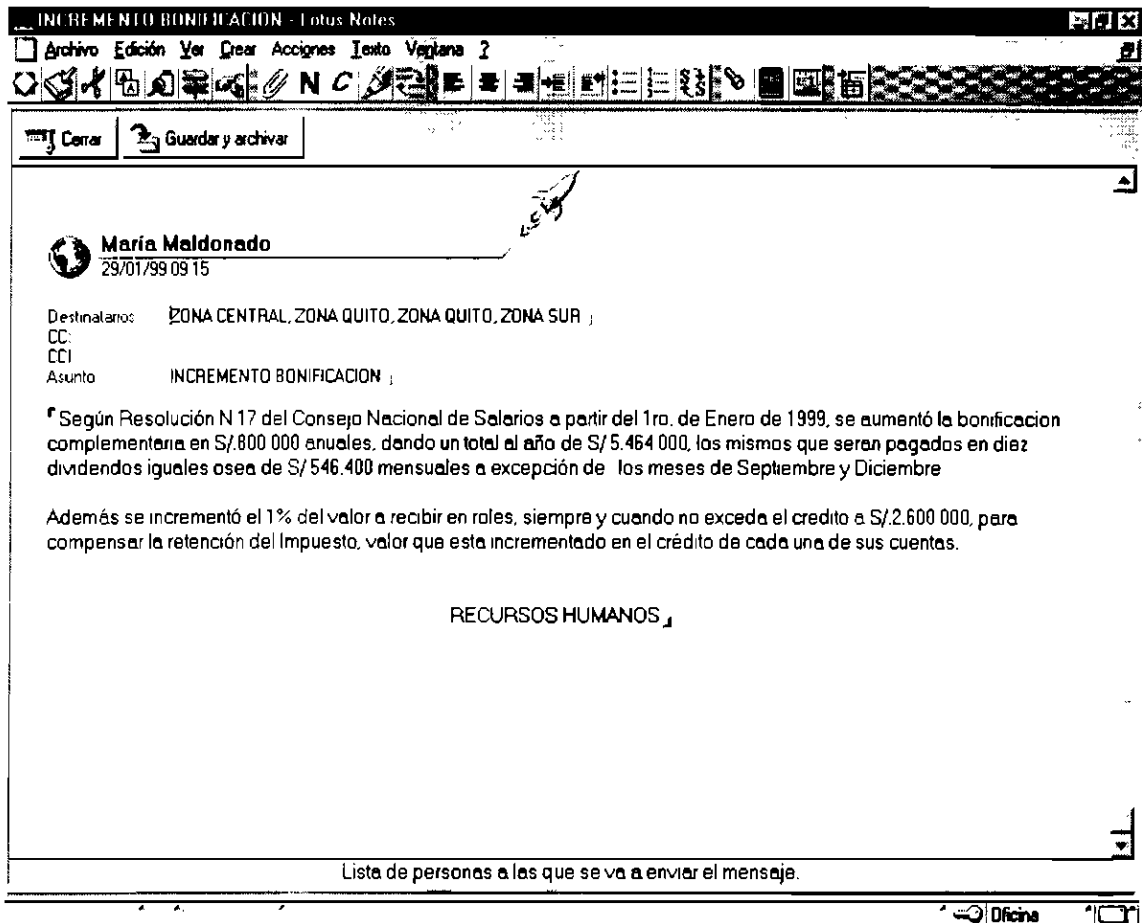 INCREMENTO BONIFICACION - Lotus Notes
Archivo Edición Ver Crear Acciones Texto Ventana ?
N C
Cerrar Guardar y archivar
María Maldonado
29/01/99 09 15
Destinatarios ZONA CENTRAL, ZONA QUITO, ZONA QUITO, ZONA SUR
CC:
CCI
Asunto INCREMENTO BONIFICACION
Según Resolución N 17 del Consejo Nacional de Salarios a partir del 1ro. de Enero de 1999, se aumentó la bonificacion
complementaria en S/.800 000 anuales, dando un total al año de S/ 5.464 000, los mismos que seran pagados en diez
dividendos iguales osea de S/ 546.400 mensuales a excepción de los meses de Septiembre y Diciembre
Además se incrementó el 1% del valor a recibir en roles, siempre y cuando no exceda el credito a S/.2.600 000, para
compensar la retención del Impuesto, valor que esta incrementado en el crédito de cada una de sus cuentas.
RECURSOS HUMANOS
Lista de personas a las que se va a enviar el mensaje.
Oficina